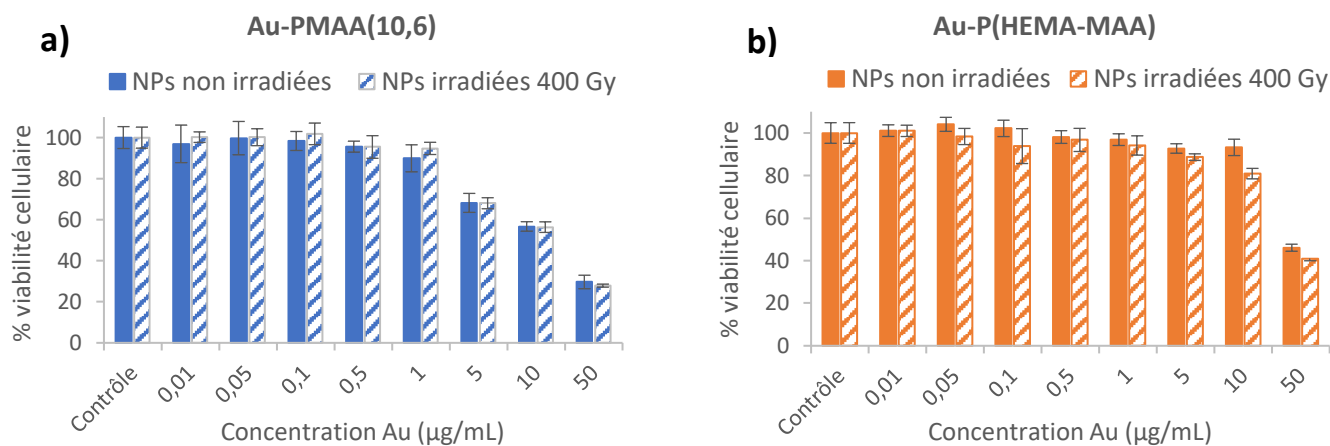 a)
Au-PMAA(10,6)
NPs non irradiées
NPs irradiées 400 Gy
% viabilité cellulaire
100
80
60
40
20
0
Contrôle
0,01
0,05
0,1
0,5
1
5
10
50
Concentration Au (µg/mL)
b)
Au-P(HEMA-MAA)
NPs non irradiées
NPs irradiées 400 Gy
% viabilité cellulaire
100
80
60
40
20
0
Contrôle
0,01
0,05
0,1
0,5
1
5
10
50
Concentration Au (µg/mL)